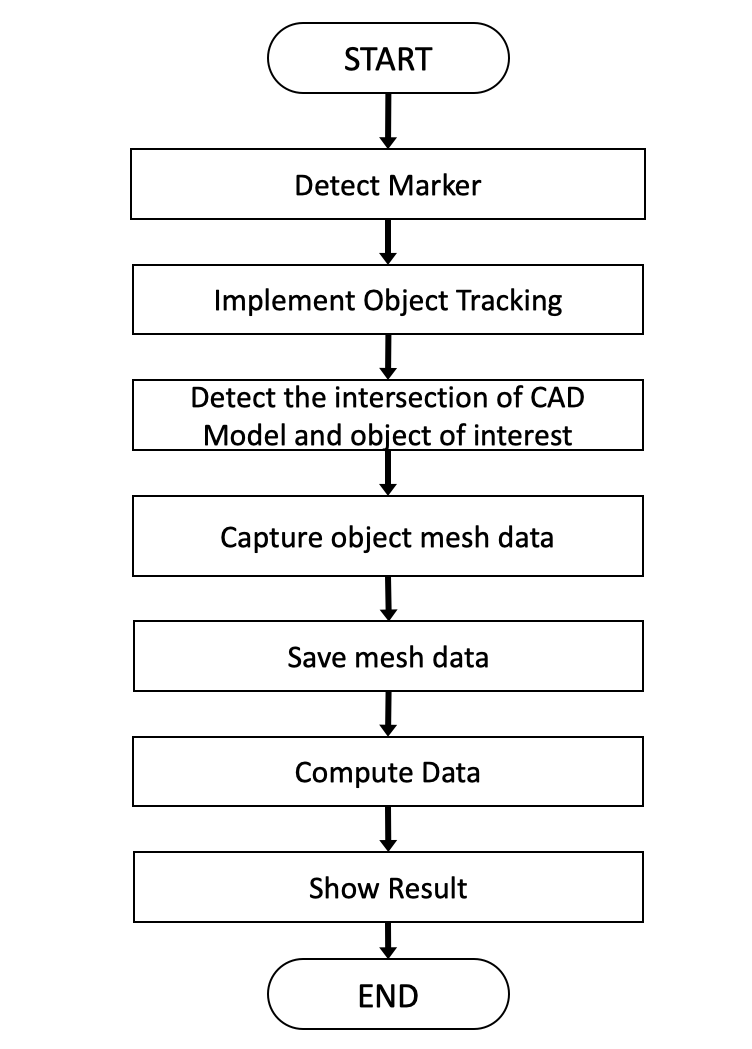 START
Detect Marker
Implement Object Tracking
Detect the intersection of CAD
Model and object of interest
Capture object mesh data
Save mesh data
Compute Data
Show Result
END